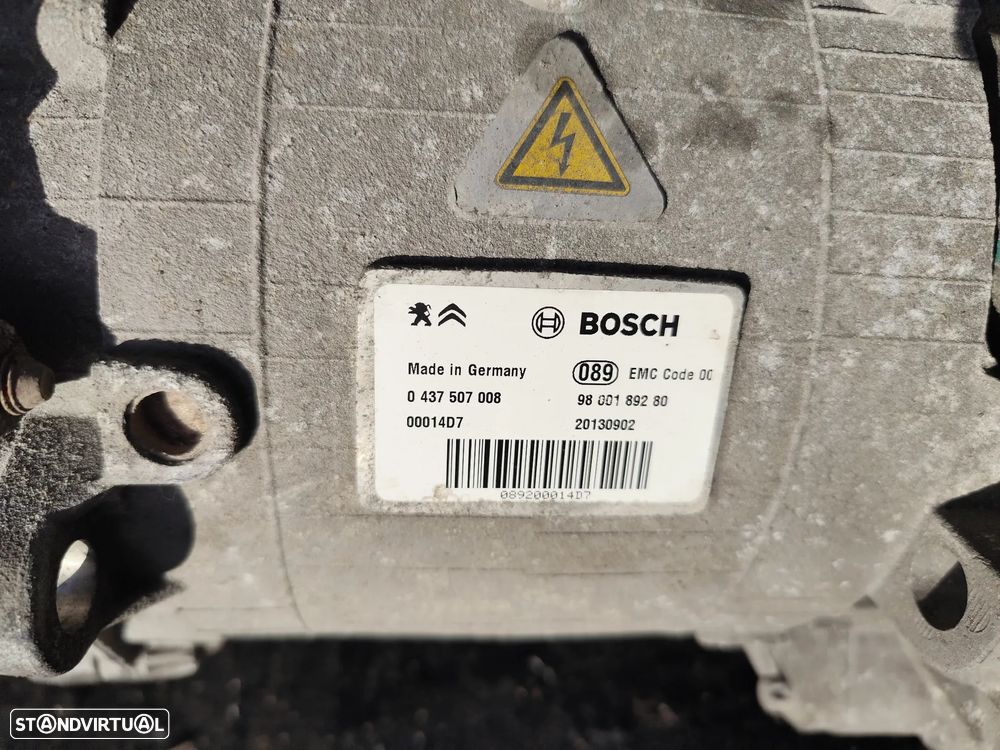 BOSCH
Made in Germany
089 EMC Code 00
0 437 507 008
98 001 892 80
00014D7
20130902
089200014D7
STANDVIRTUAL